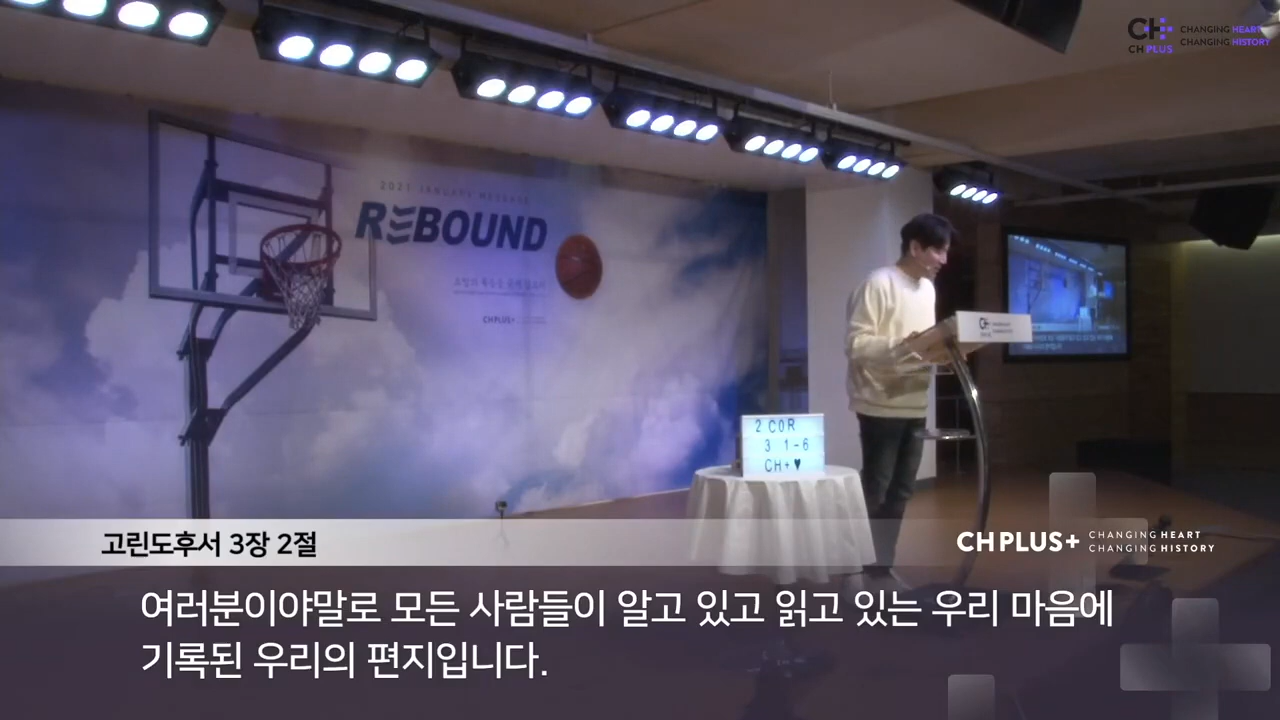 CH+
CH PLUS
CHANGING HEART
CHANGING HISTORY
2021 JANUARY MESSAGE
REBOUND
CHPLUS+
2 COR
3 1-6
CH+♥
고린도후서 3장 2절
CHPLUS+
CHANGING HEART
CHANGING HISTORY
여러분이야말로 모든 사람들이 알고 있고 읽고 있는 우리 마음에
기록된 우리의 편지입니다.